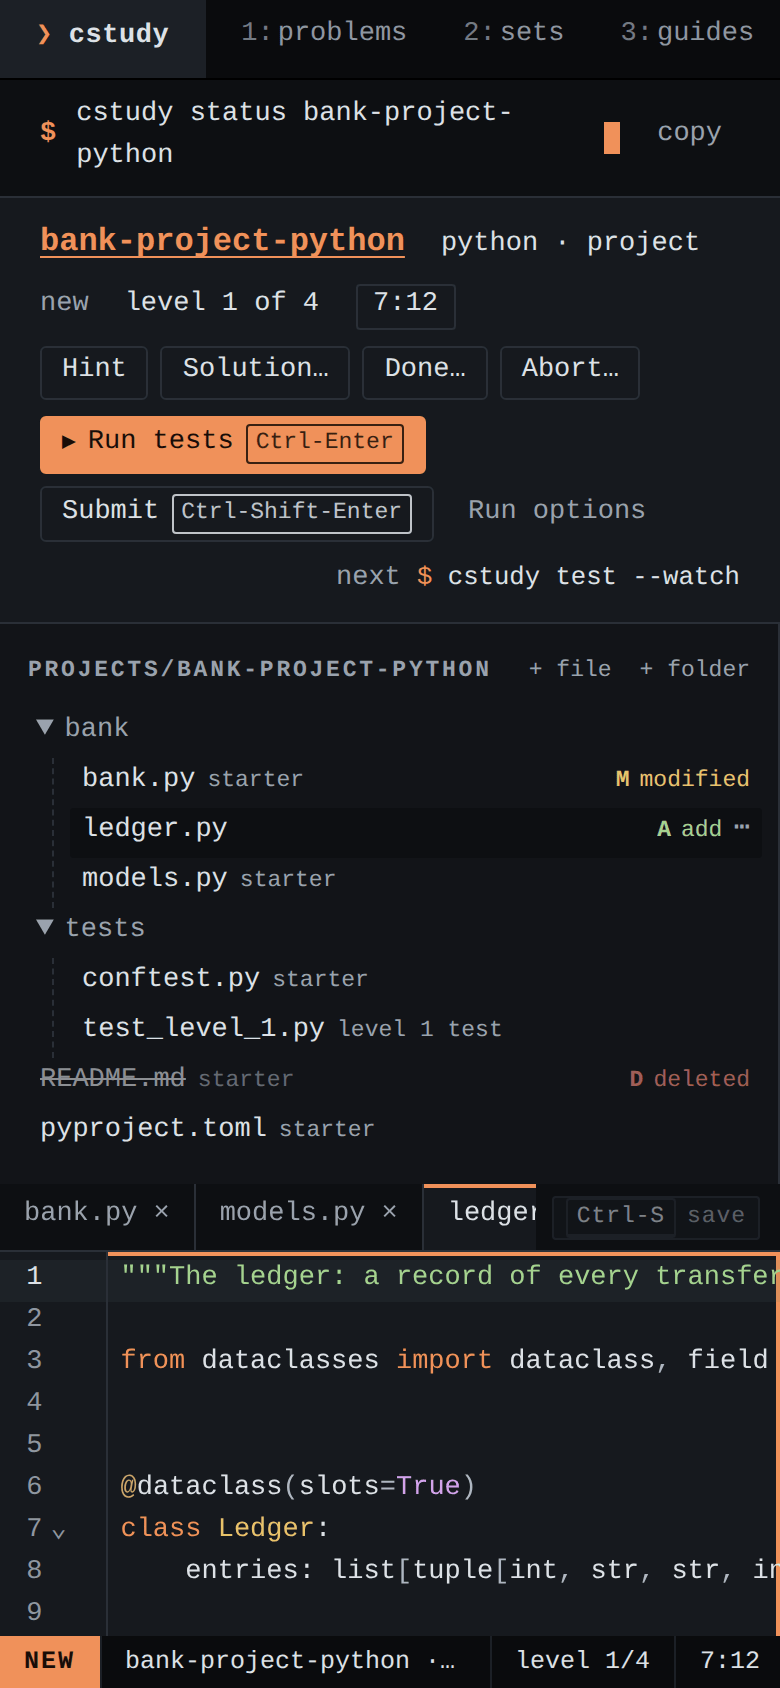 ❯ cstudy 1:problems 2:sets 3:guides
$ cstudy status bank-project-
python
copy
bank-project-python python · project
new level 1 of 4 7:12
Hint Solution… Done… Abort…
▶ Run tests Ctrl-Enter
Submit Ctrl-Shift-Enter Run options
next $ cstudy test --watch
PROJECTS/BANK-PROJECT-PYTHON + file + folder
▼ bank
bank.py starter M modified
ledger.py A add ⋯
models.py starter
▼ tests
conftest.py starter
test_level_1.py level 1 test
README.md starter D deleted
pyproject.toml starter
bank.py × models.py × ledger Ctrl-S save
1 """The ledger: a record of every transfer
2
3 from dataclasses import dataclass, field
4
5
6 @dataclass(slots=True)
7 class Ledger:
8 entries: list[tuple[int, str, str, in
9
NEW bank-project-python ·… level 1/4 7:12